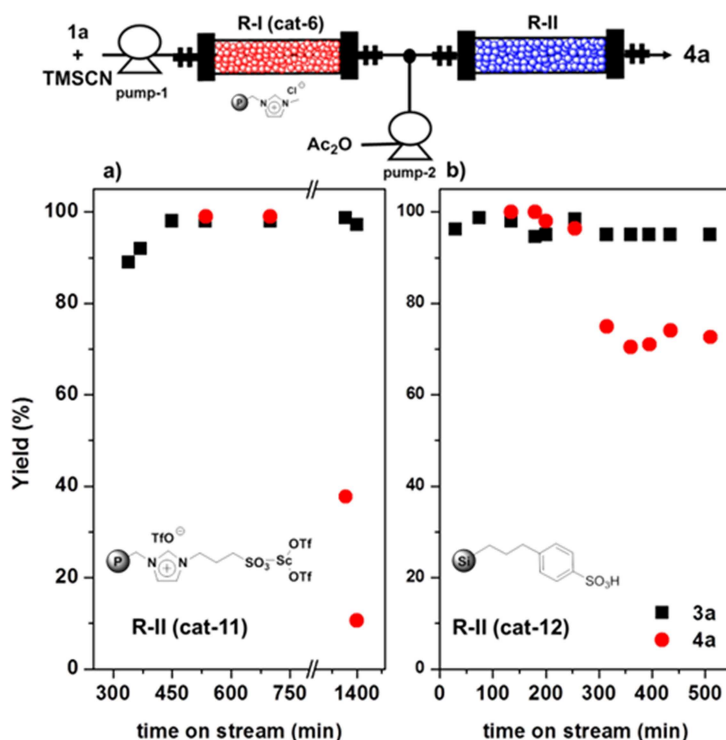 1a
+
TMSCN
pump-1
R-I (cat-6)
Cl⊖
P N N
+
Ac₂O
pump-2
R-II
4a
a)
b)
Yield (%)
100
80
60
40
20
0
TfO⊖
P N N SO₃ Sc OTf
OTf
+
R-II (cat-11)
Si
SO₃H
R-II (cat-12)
3a
4a
300 450 600 750 1400
0 100 200 300 400 500
time on stream (min)
time on stream (min)